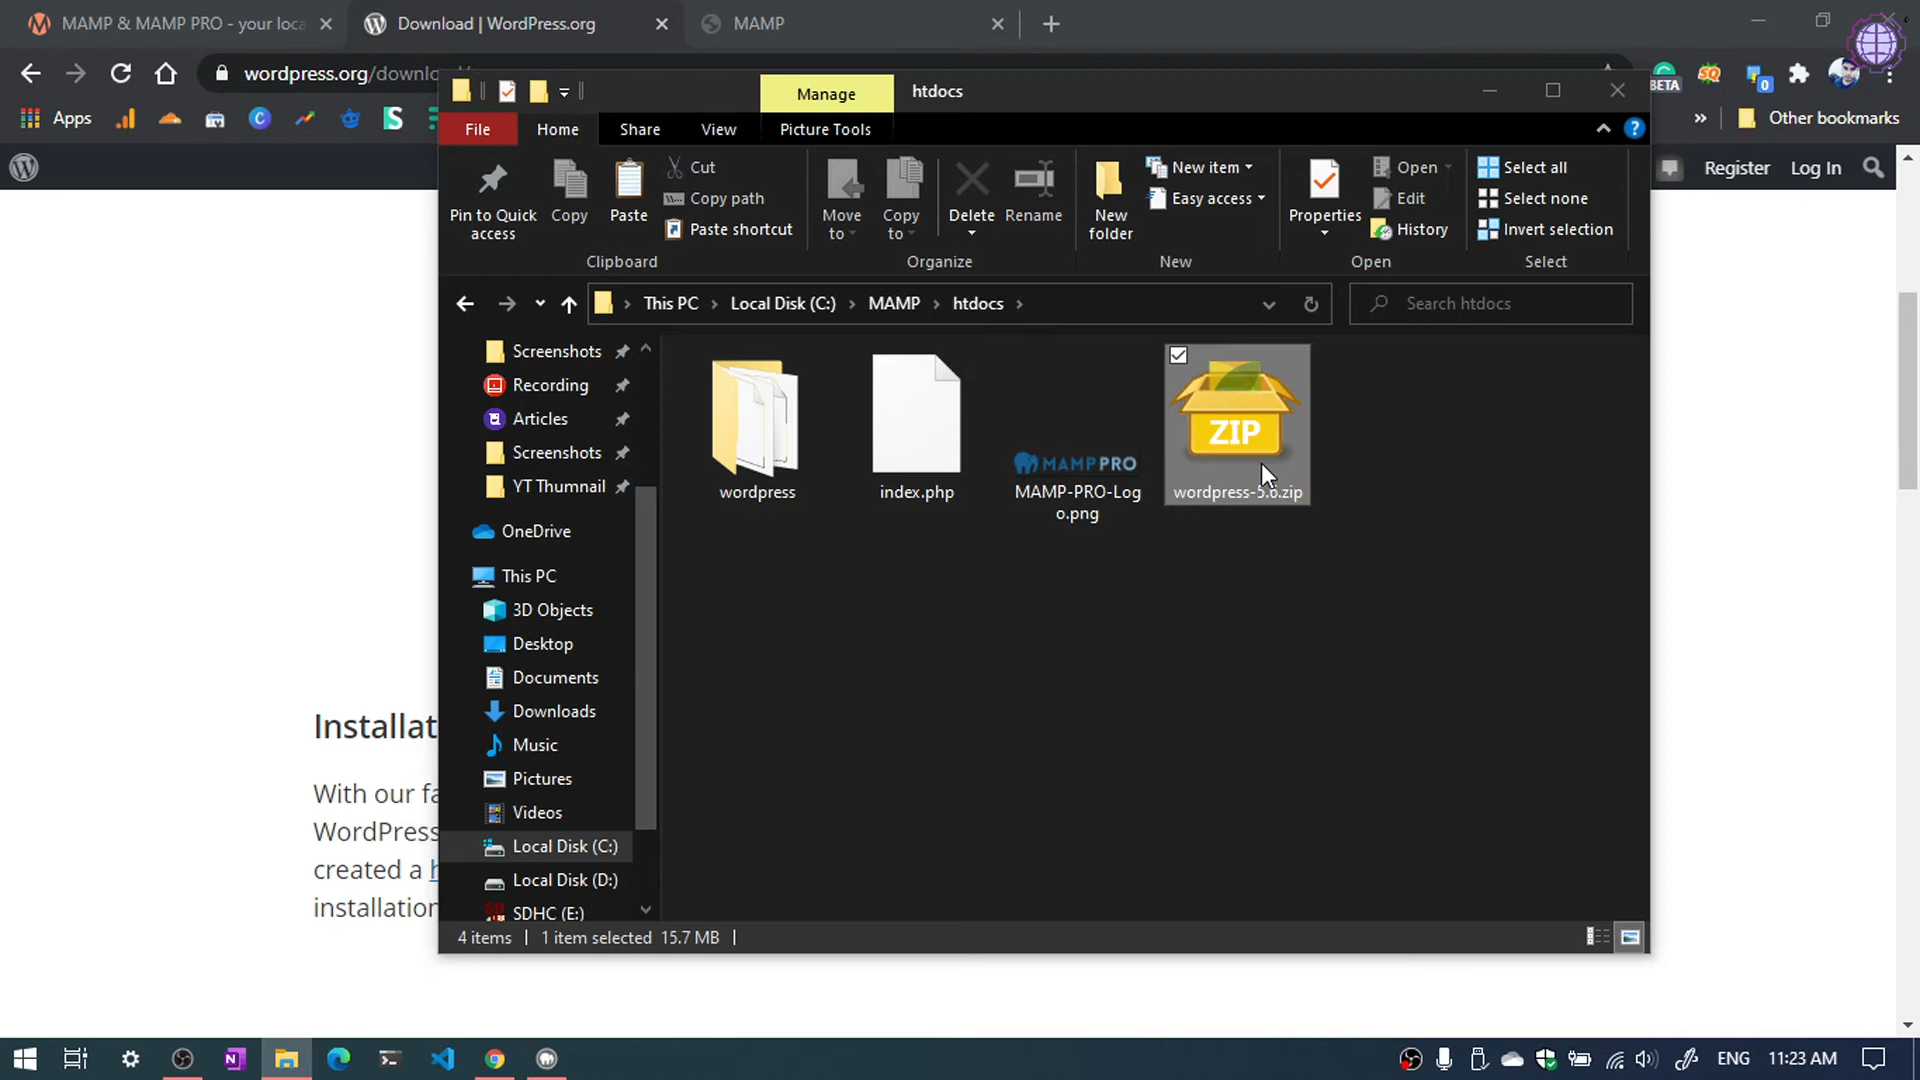 MAMP & MAMP PRO - your loca
Download | WordPress.org
MAMP
wordpress.org/download/
BETA
0
Apps
Other bookmarks
Register
Log In
Manage
htdocs
File
Home
Share
View
Picture Tools
Pin to Quick access
Copy
Paste
Cut
Copy path
Paste shortcut
Move to
Copy to
Delete
Rename
New folder
New item
Easy access
Properties
Open
Edit
History
Select all
Select none
Invert selection
Clipboard
Organize
New
Open
Select
This PC
Local Disk (C:)
MAMP
htdocs
Search htdocs
Screenshots
Recording
Articles
Screenshots
YT Thumnail
OneDrive
This PC
3D Objects
Desktop
Documents
Downloads
Music
Pictures
Videos
Local Disk (C:)
Local Disk (D:)
SDHC (E:)
wordpress
index.php
MAMP PRO
MAMP-PRO-Log
o.png
ZIP
wordpress-5.6.zip
4 items
1 item selected 15.7 MB
Installat
With our fa
WordPress
created a h
installation
ENG
11:23 AM